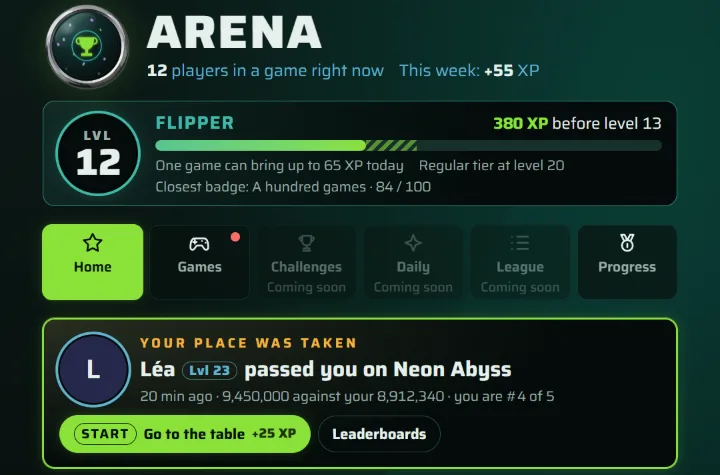 ARENA
12 players in a game right now This week: +55 XP
LVL
12
FLIPPER
380 XP before level 13
One game can bring up to 65 XP today Regular tier at level 20
Closest badge: A hundred games · 84 / 100
Home
Games
Challenges
Coming soon
Daily
Coming soon
League
Coming soon
Progress
L
YOUR PLACE WAS TAKEN
Léa Lvl 23 passed you on Neon Abyss
20 min ago · 9,450,000 against your 8,912,340 · you are #4 of 5
START Go to the table +25 XP
Leaderboards